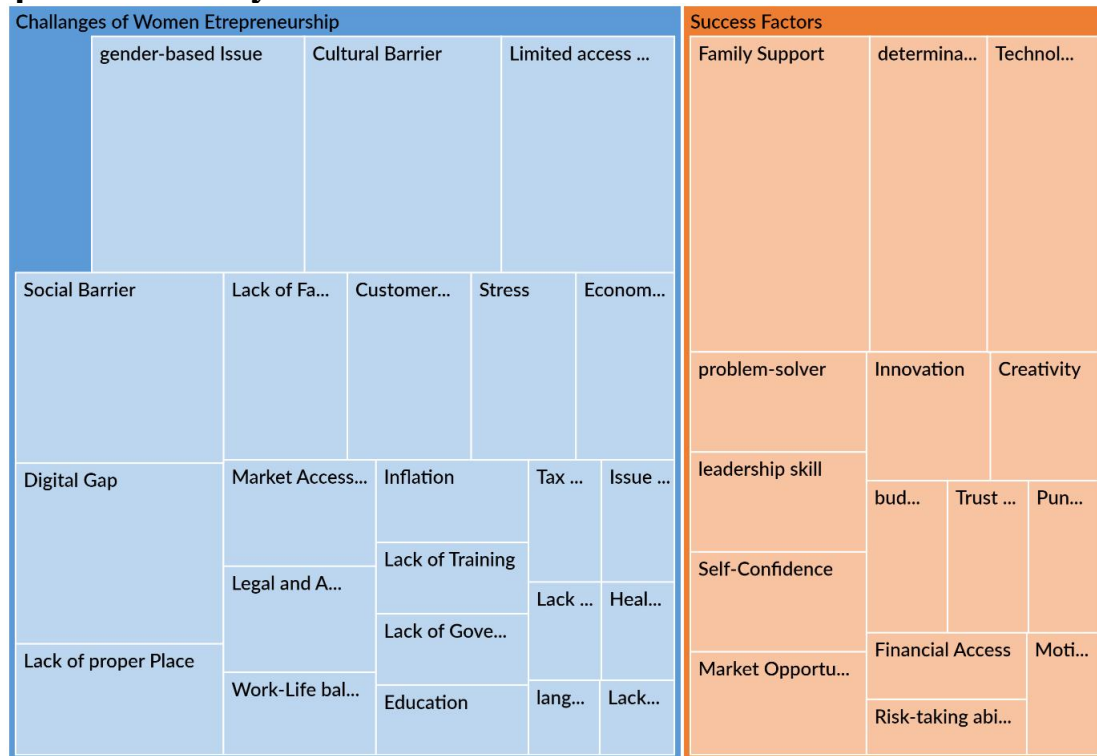 Challanges of Women Etrepreneurship
gender-based Issue
Cultural Barrier
Limited access ...
Social Barrier
Lack of Fa...
Customer...
Stress
Econom...
Digital Gap
Market Access...
Inflation
Tax ...
Issue ...
Lack of Training
Legal and A...
Lack ...
Heal...
Lack of Gove...
Lack of proper Place
Work-Life bal...
Education
lang...
Lack...
Success Factors
Family Support
determina...
Technol...
problem-solver
Innovation
Creativity
leadership skill
bud...
Trust ...
Pun...
Self-Confidence
Financial Access
Moti...
Market Opportu...
Risk-taking abi...